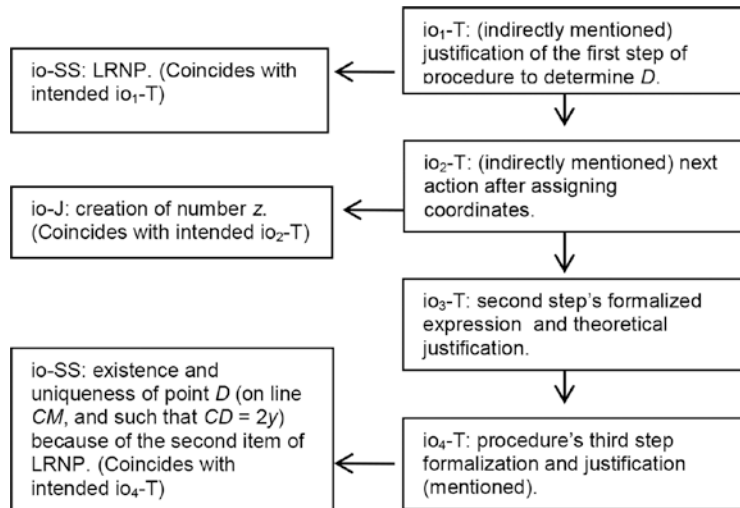 io₁-T: (indirectly mentioned)
justification of the first step of
procedure to determine D.
io-SS: LRNP. (Coincides with
intended io₁-T)
io₂-T: (indirectly mentioned) next
action after assigning
coordinates.
io-J: creation of number z.
(Coincides with intended io₂-T)
io₃-T: second step's formalized
expression and theoretical
justification.
io-SS: existence and
uniqueness of point D (on line
CM, and such that CD = 2y)
because of the second item of
LRNP. (Coincides with
intended io₄-T)
io₄-T: procedure's third step
formalization and justification
(mentioned).